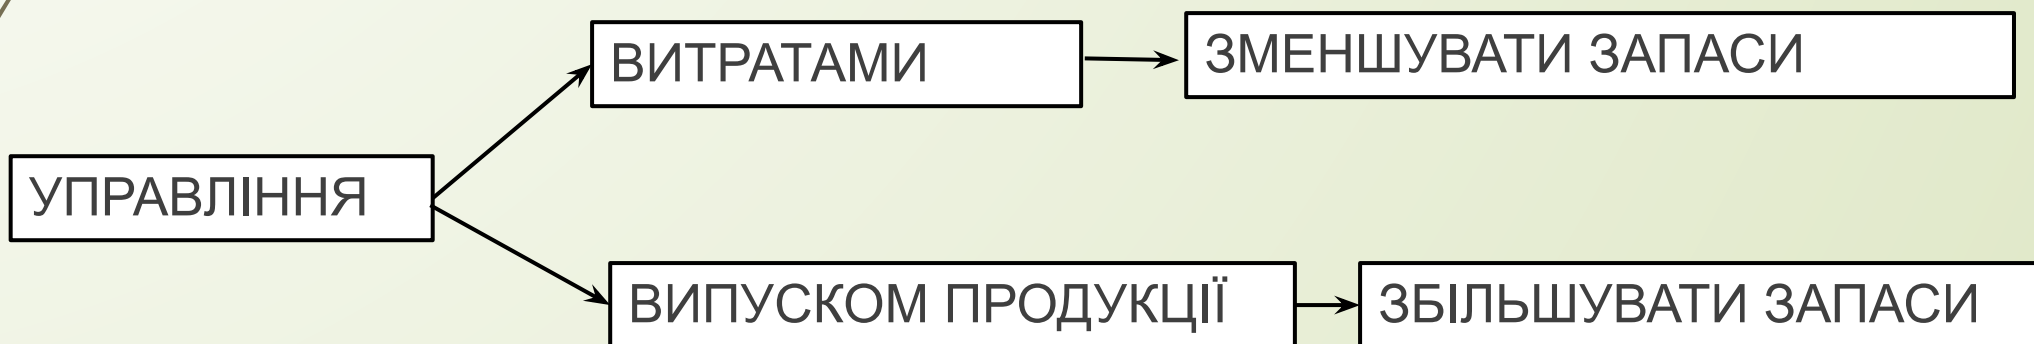 ВИТРАТАМИ
ЗМЕНШУВАТИ ЗАПАСИ
УПРАВЛІННЯ
ВИПУСКОМ ПРОДУКЦІЇ
ЗБІЛЬШУВАТИ ЗАПАСИ